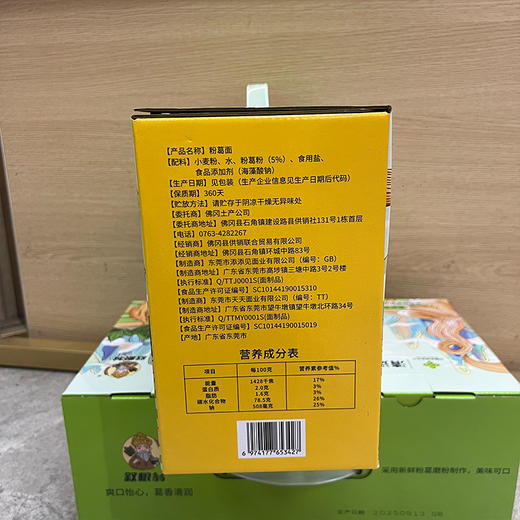 【产品名称】粉葛面
【配料】小麦粉、水、粉葛粉（5%）、食用盐、
食品添加剂（海藻酸钠）
【生产日期】见包装（生产企业信息见生产日期后代码）
【保质期】360天
【贮放方法】请贮存于阴凉干燥无异味处
【委托商】佛冈土产公司
【委托商地址】佛冈县石角镇建设路县供销社131号1栋首层
【电话】0763-4282267
【经销商】佛冈县供销联合贸易有限公司
【经销商地址】佛冈县石角镇环城中路83号
【制造商】东莞市添添见面业有限公司（编号：GB）
【制造商地址】广东省东莞市高埗镇三塘中路3号2号楼
【执行标准】Q/TTJ0001S(面制品)
【食品生产许可证编号】SC10144190015310
【制造商】东莞市天天面业有限公司（编号：TT）
【制造商地址】广东省东莞市望牛墩镇望牛墩北环路34号
【执行标准】Q/TTMY0001S(面制品)
【食品生产许可证编号】SC10144190015019
【产地】广东省东莞市
营养成分表
项目 每100克 营养素参考值%
能量 1428千焦 17%
蛋白质 2.0克 3%
脂肪 1.6克 3%
碳水化合物 78.5克 26%
钠 508毫克 25%
6 974177 653427
爽口怡心，葛香清润
采用新鲜粉葛磨粉制作，美味可口
生产日期 20250913 GB